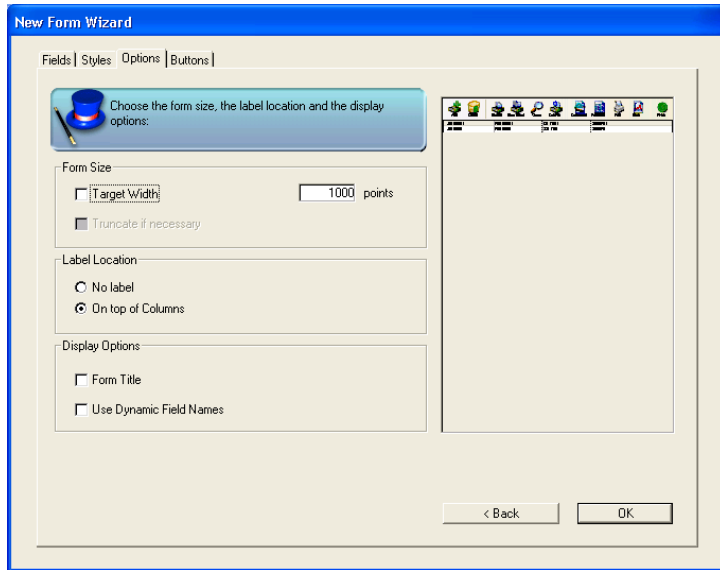 New Form Wizard
Fields Styles Options Buttons
Choose the form size, the label location and the display
options:
Form Size
Target Width 1000 points
Truncate if necessary
Label Location
No label
On top of Columns
Display Options
Form Title
Use Dynamic Field Names
< Back OK